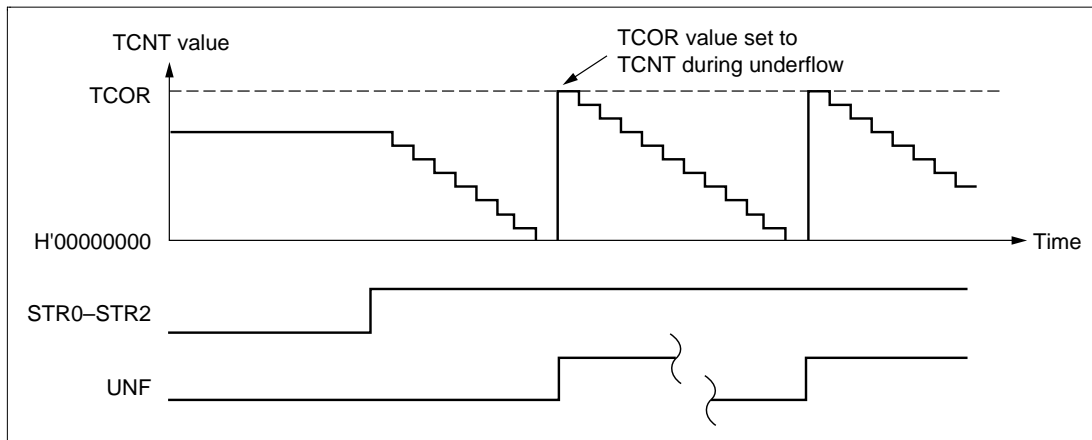 TCNT value
TCOR value set to
TCNT during underflow
TCOR
H'00000000
Time
STR0–STR2
UNF